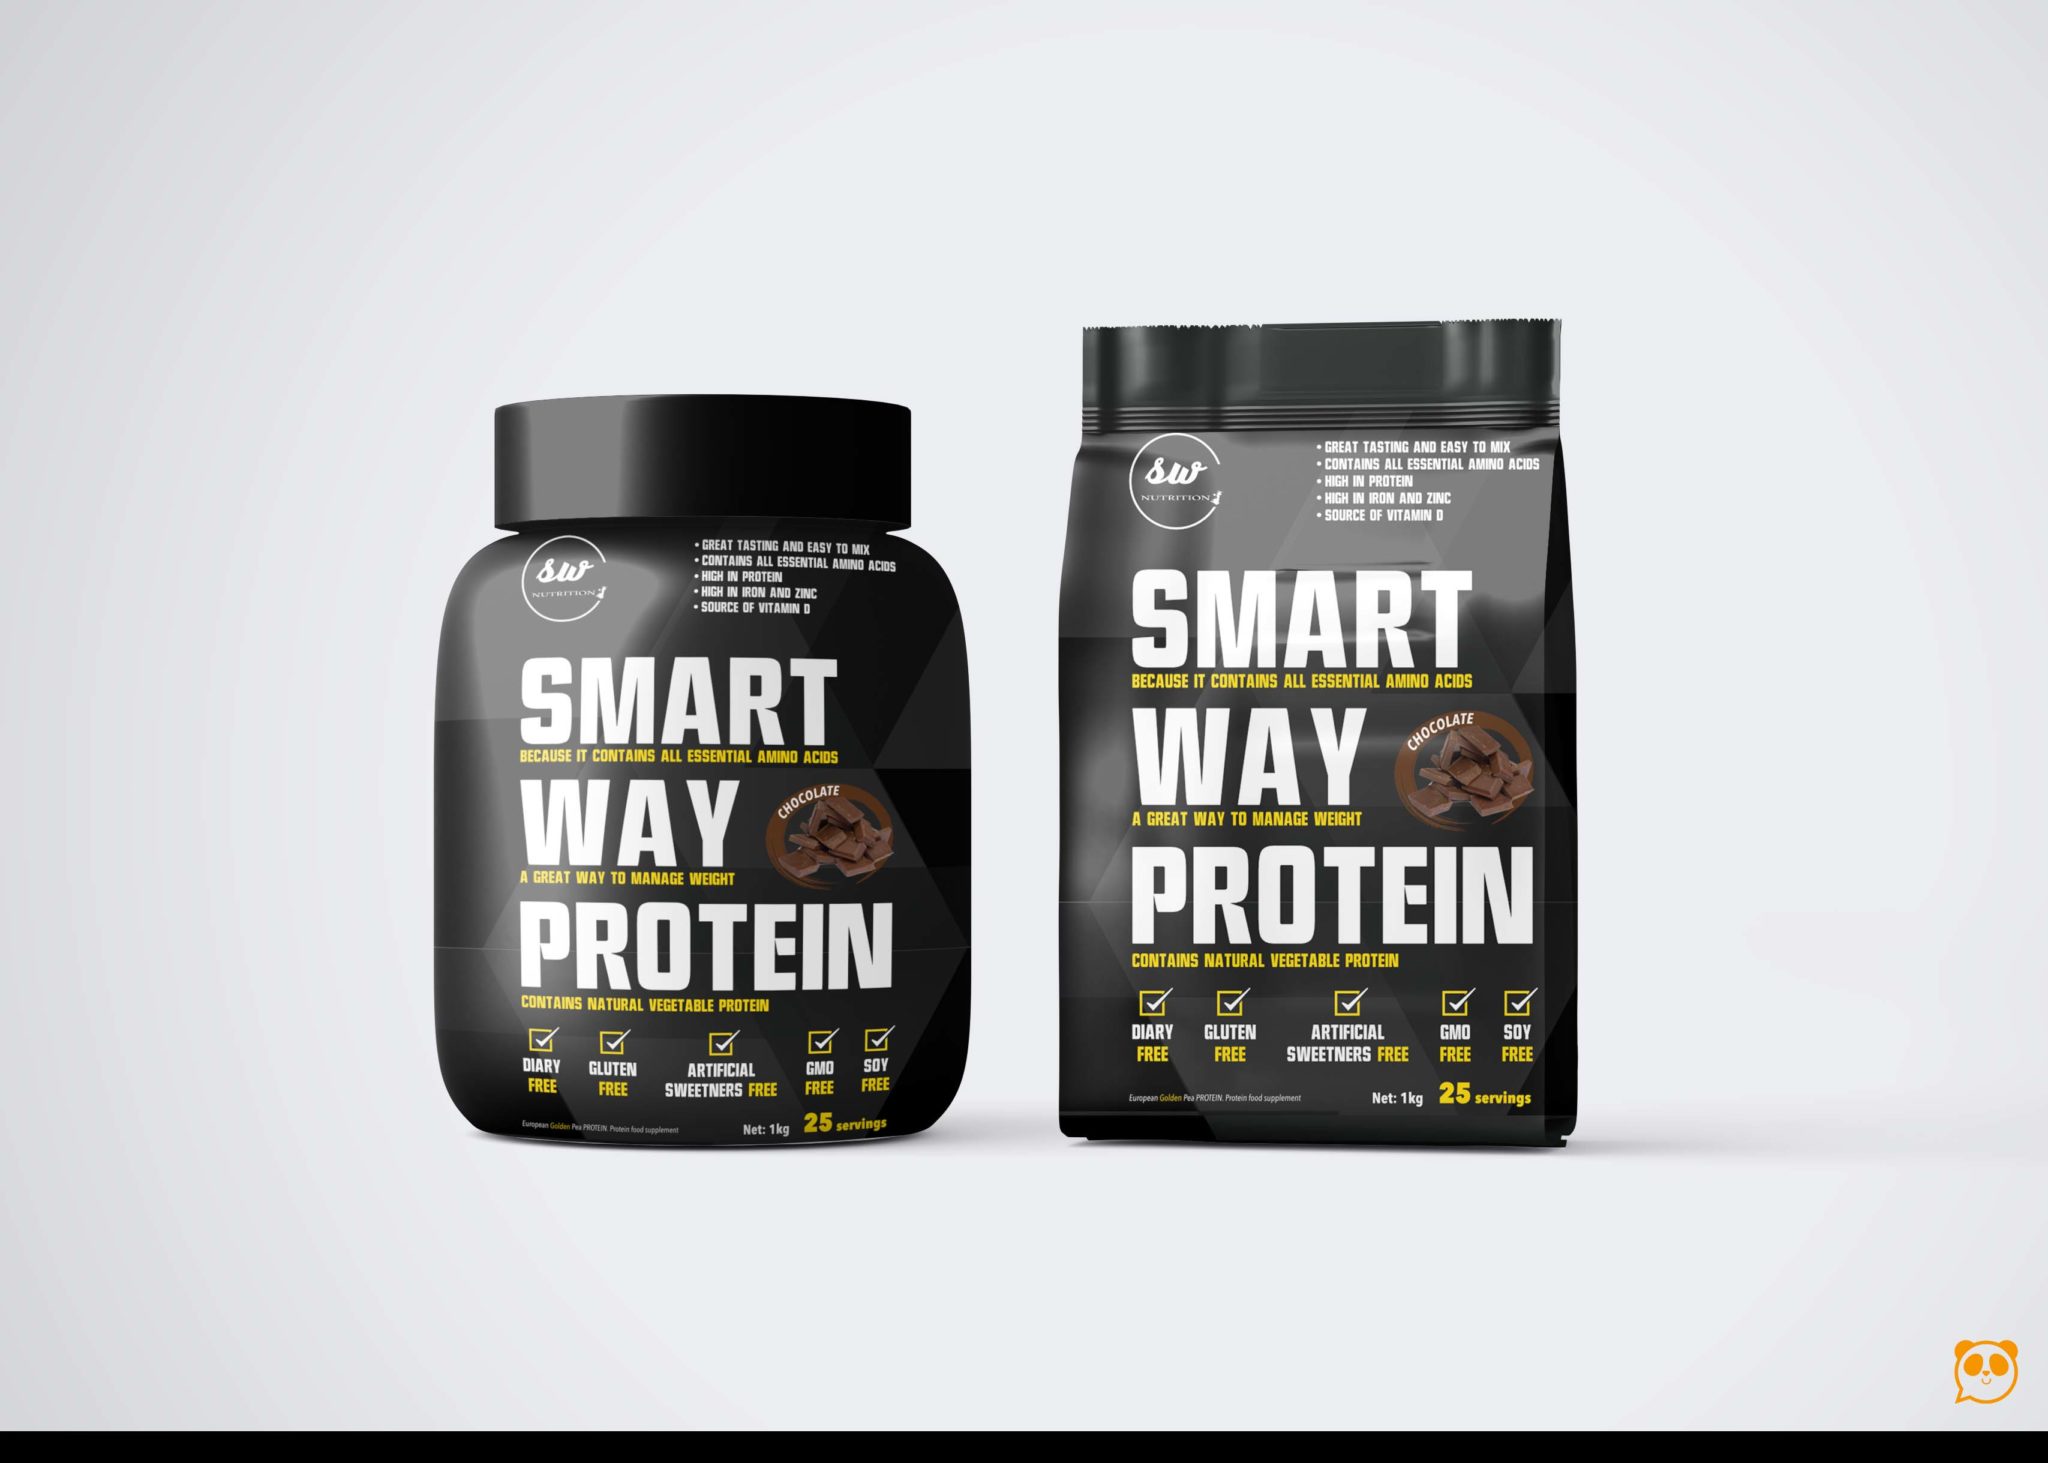 sw
NUTRITION
• GREAT TASTING AND EASY TO MIX
• CONTAINS ALL ESSENTIAL AMINO ACIDS
• HIGH IN PROTEIN
• HIGH IN IRON AND ZINC
• SOURCE OF VITAMIN D
SMART
BECAUSE IT CONTAINS ALL ESSENTIAL AMINO ACIDS
WAY
CHOCOLATE
A GREAT WAY TO MANAGE WEIGHT
PROTEIN
CONTAINS NATURAL VEGETABLE PROTEIN
DIARY FREE
GLUTEN FREE
ARTIFICIAL SWEETNERS FREE
GMO FREE
SOY FREE
European Golden Pea PROTEIN. Protein food supplement
Net: 1kg
25 servings
sw
NUTRITION
• GREAT TASTING AND EASY TO MIX
• CONTAINS ALL ESSENTIAL AMINO ACIDS
• HIGH IN PROTEIN
• HIGH IN IRON AND ZINC
• SOURCE OF VITAMIN D
SMART
BECAUSE IT CONTAINS ALL ESSENTIAL AMINO ACIDS
WAY
CHOCOLATE
A GREAT WAY TO MANAGE WEIGHT
PROTEIN
CONTAINS NATURAL VEGETABLE PROTEIN
DIARY FREE
GLUTEN FREE
ARTIFICIAL SWEETNERS FREE
GMO FREE
SOY FREE
European Golden Pea PROTEIN. Protein food supplement
Net: 1kg
25 servings